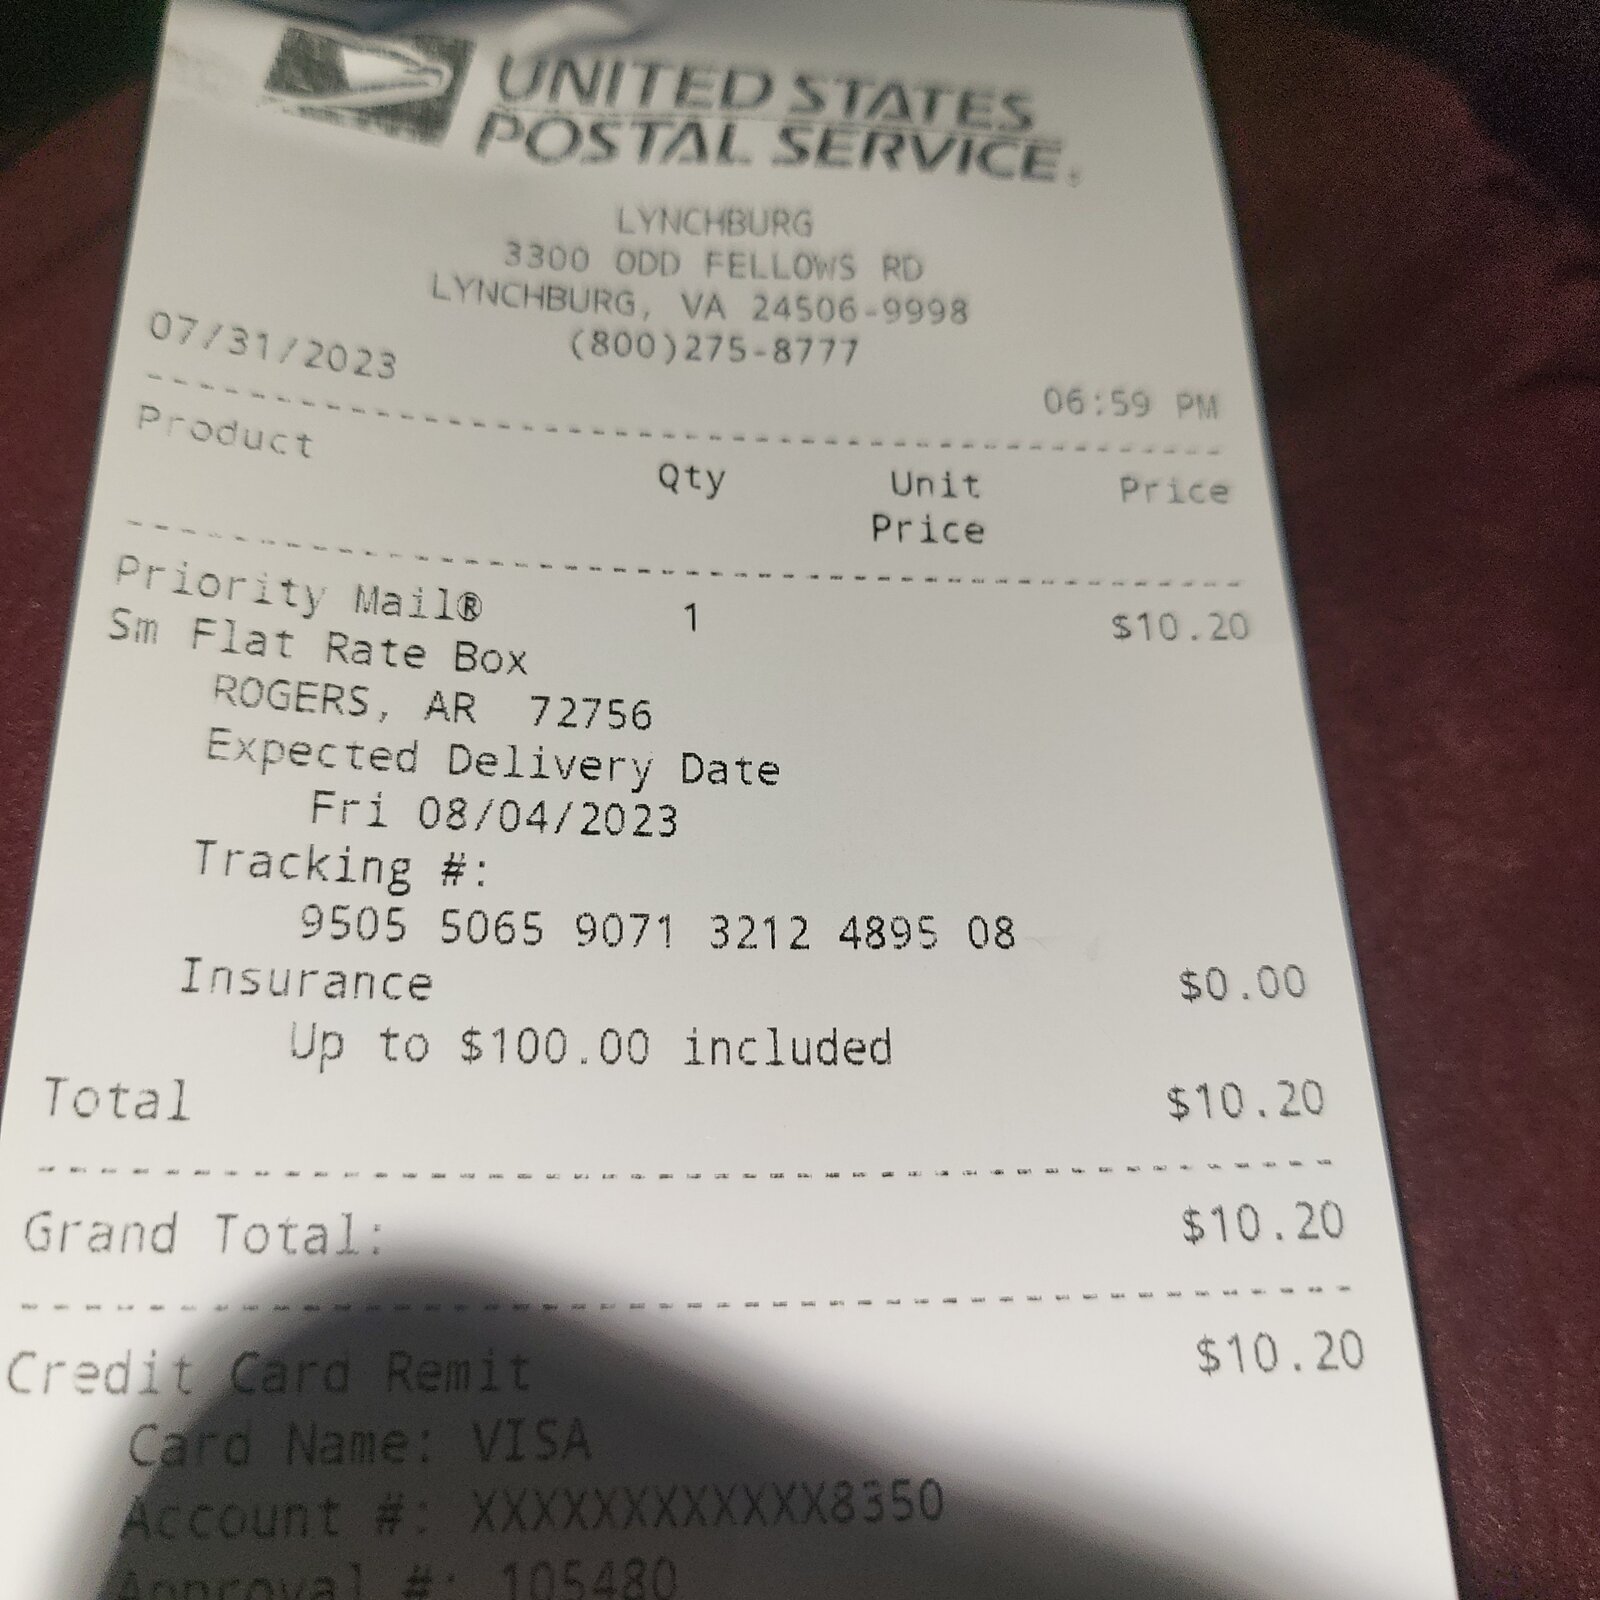 UNITED STATES
POSTAL SERVICE®
LYNCHBURG
3300 ODD FELLOWS RD
LYNCHBURG, VA 24506-9998
(800)275-8777
07/31/2023 06:59 PM
Product Qty Unit Price
Price
Priority Mail® 1 $10.20
Sm Flat Rate Box
ROGERS, AR 72756
Expected Delivery Date
Fri 08/04/2023
Tracking #:
9505 5065 9071 3212 4895 08
Insurance $0.00
Up to $100.00 included
Total $10.20
Grand Total: $10.20
Credit Card Remit $10.20
Card Name: VISA
Account #: XXXXXXXXXXXX8350
Approval #: 105480